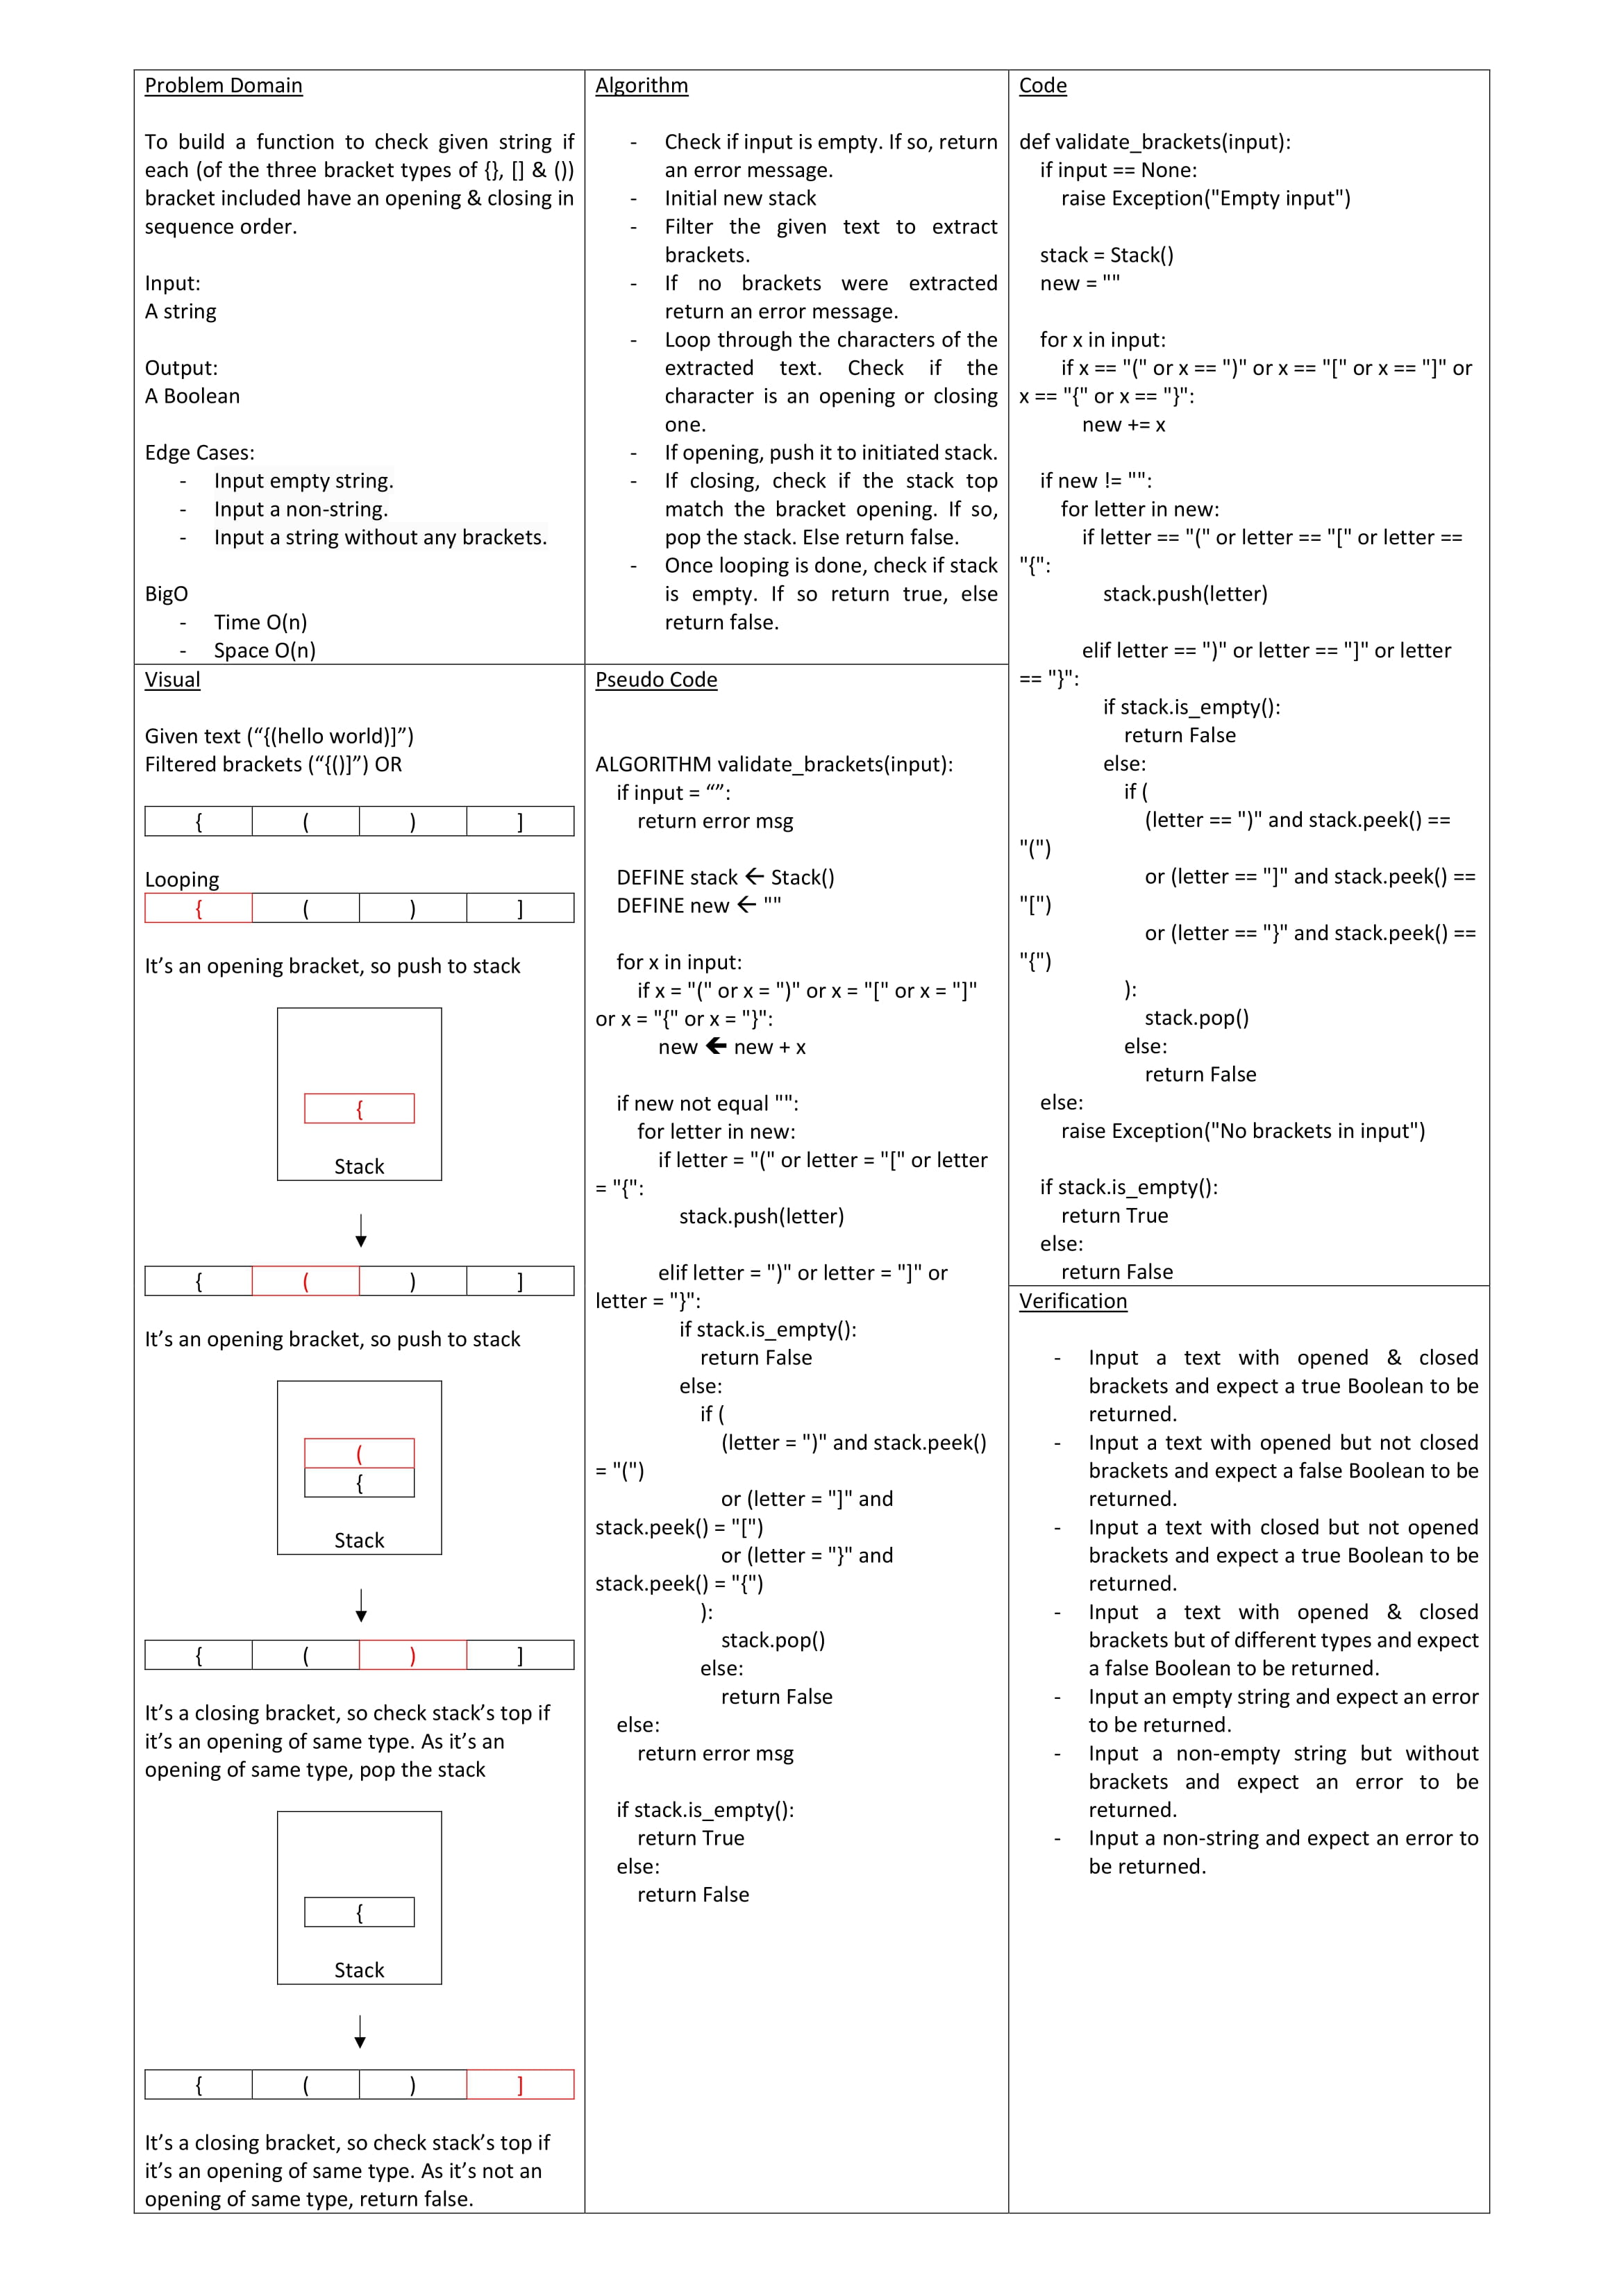 Problem Domain
To build a function to check given string if
each (of the three bracket types of {}, [] & ())
bracket included have an opening & closing in
sequence order.
Input:
A string
Output:
A Boolean
Edge Cases:
- Input empty string.
- Input a non-string.
- Input a string without any brackets.
BigO
- Time O(n)
- Space O(n)
Visual
Given text (“{(hello world)]”)
Filtered brackets (“{()]”) OR
{ ( ) ]
Looping
{ ( ) ]
It’s an opening bracket, so push to stack
{
Stack
{ ( ) ]
It’s an opening bracket, so push to stack
(
{
Stack
{ ( ) ]
It’s a closing bracket, so check stack’s top if
it’s an opening of same type. As it’s an
opening of same type, pop the stack
{
Stack
{ ( ) ]
It’s a closing bracket, so check stack’s top if
it’s an opening of same type. As it’s not an
opening of same type, return false.
Algorithm
- Check if input is empty. If so, return
an error message.
- Initial new stack
- Filter the given text to extract
brackets.
- If no brackets were extracted
return an error message.
- Loop through the characters of the
extracted text. Check if the
character is an opening or closing
one.
- If opening, push it to initiated stack.
- If closing, check if the stack top
match the bracket opening. If so,
pop the stack. Else return false.
- Once looping is done, check if stack
is empty. If so return true, else
return false.
Pseudo Code
ALGORITHM validate_brackets(input):
if input = “”:
return error msg
DEFINE stack ← Stack()
DEFINE new ← ""
for x in input:
if x = "(" or x = ")" or x = "[" or x = "]"
or x = "{" or x = "}":
new 🡸 new + x
if new not equal "":
for letter in new:
if letter = "(" or letter = "[" or letter
= "{":
stack.push(letter)
elif letter = ")" or letter = "]" or
letter = "}":
if stack.is_empty():
return False
else:
if (
(letter = ")" and stack.peek()
= "(")
or (letter = "]" and
stack.peek() = "[")
or (letter = "}" and
stack.peek() = "{")
):
stack.pop()
else:
return False
else:
return error msg
if stack.is_empty():
return True
else:
return False
Code
def validate_brackets(input):
if input == None:
raise Exception("Empty input")
stack = Stack()
new = ""
for x in input:
if x == "(" or x == ")" or x == "[" or x == "]" or
x == "{" or x == "}":
new += x
if new != "":
for letter in new:
if letter == "(" or letter == "[" or letter ==
"{":
stack.push(letter)
elif letter == ")" or letter == "]" or letter
== "}":
if stack.is_empty():
return False
else:
if (
(letter == ")" and stack.peek() ==
"(")
or (letter == "]" and stack.peek() ==
"[")
or (letter == "}" and stack.peek() ==
"{")
):
stack.pop()
else:
return False
else:
raise Exception("No brackets in input")
if stack.is_empty():
return True
else:
return False
Verification
- Input a text with opened & closed
brackets and expect a true Boolean to be
returned.
- Input a text with opened but not closed
brackets and expect a false Boolean to be
returned.
- Input a text with closed but not opened
brackets and expect a true Boolean to be
returned.
- Input a text with opened & closed
brackets but of different types and expect
a false Boolean to be returned.
- Input an empty string and expect an error
to be returned.
- Input a non-empty string but without
brackets and expect an error to be
returned.
- Input a non-string and expect an error to
be returned.